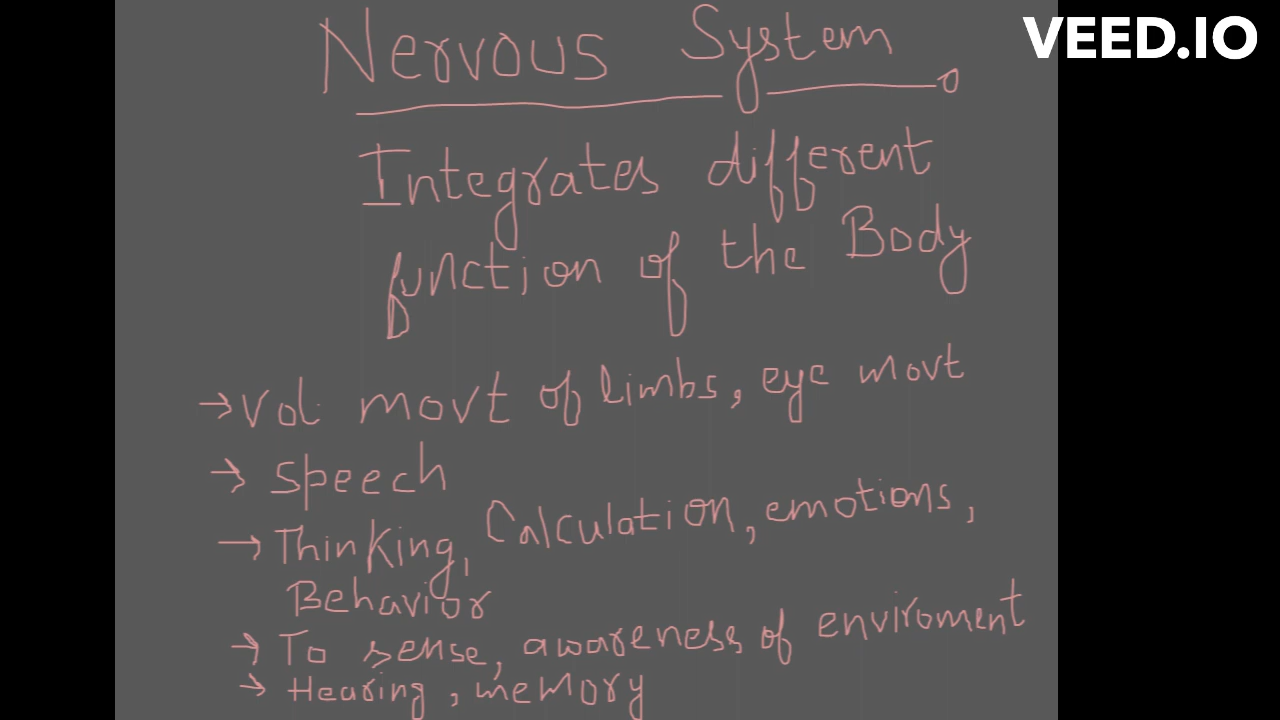 VEED.IO
Nervous System
Integrates different
function of the Body
→ Vol. movt of limbs, eye movt
→ Speech
→ Thinking, Calculation, emotions,
Behavior
→ To sense, awareness of enviroment
→ Hearing, memory